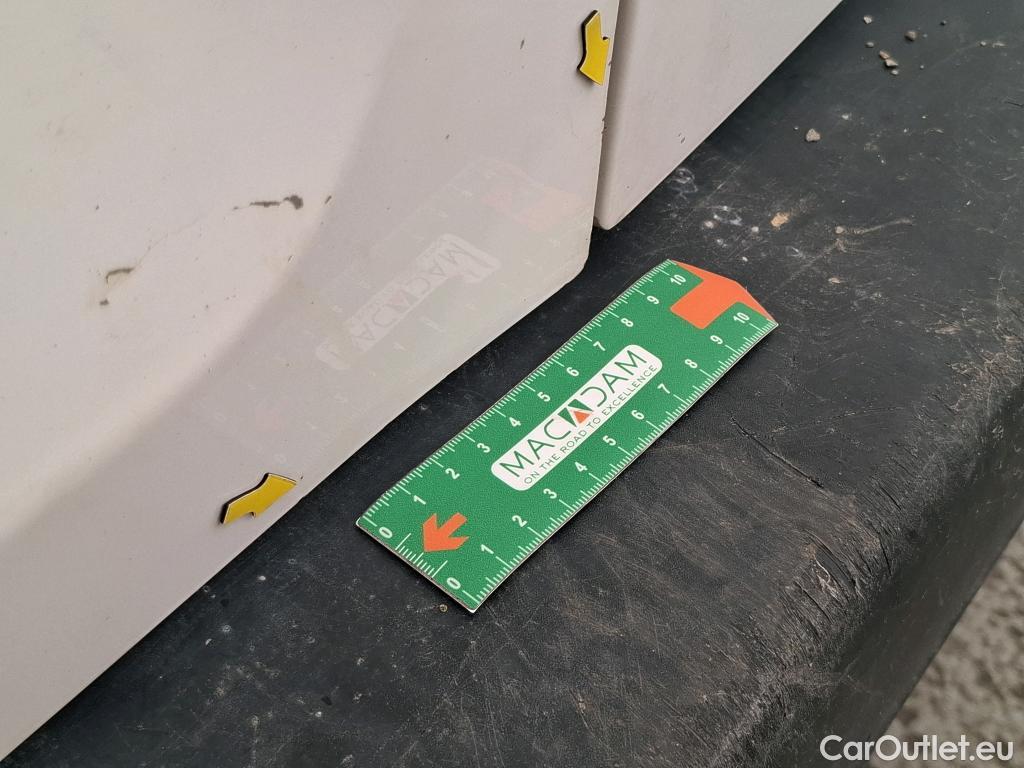 0 1 2 3 4 5 6 7 8 9 10
MACADAM
ON THE ROAD TO EXCELLENCE
0 1 2 3 4 5 6 7 8 9 10
CarOutlet.eu